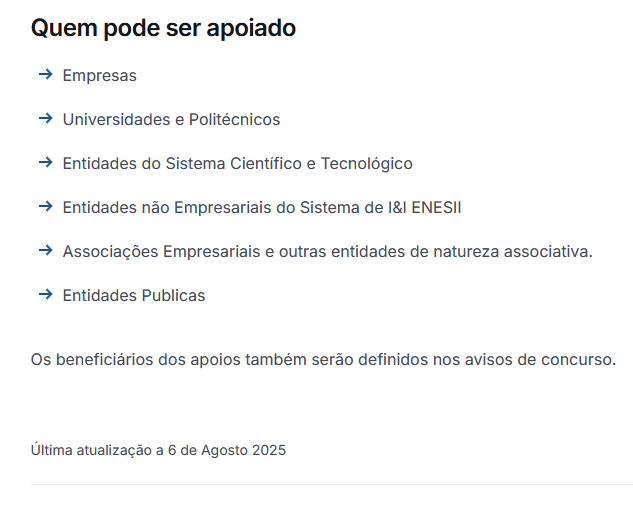 Quem pode ser apoiado
→ Empresas
→ Universidades e Politécnicos
→ Entidades do Sistema Científico e Tecnológico
→ Entidades não Empresariais do Sistema de I&I ENESII
→ Associações Empresariais e outras entidades de natureza associativa.
→ Entidades Publicas
Os beneficiários dos apoios também serão definidos nos avisos de concurso.
Última atualização a 6 de Agosto 2025